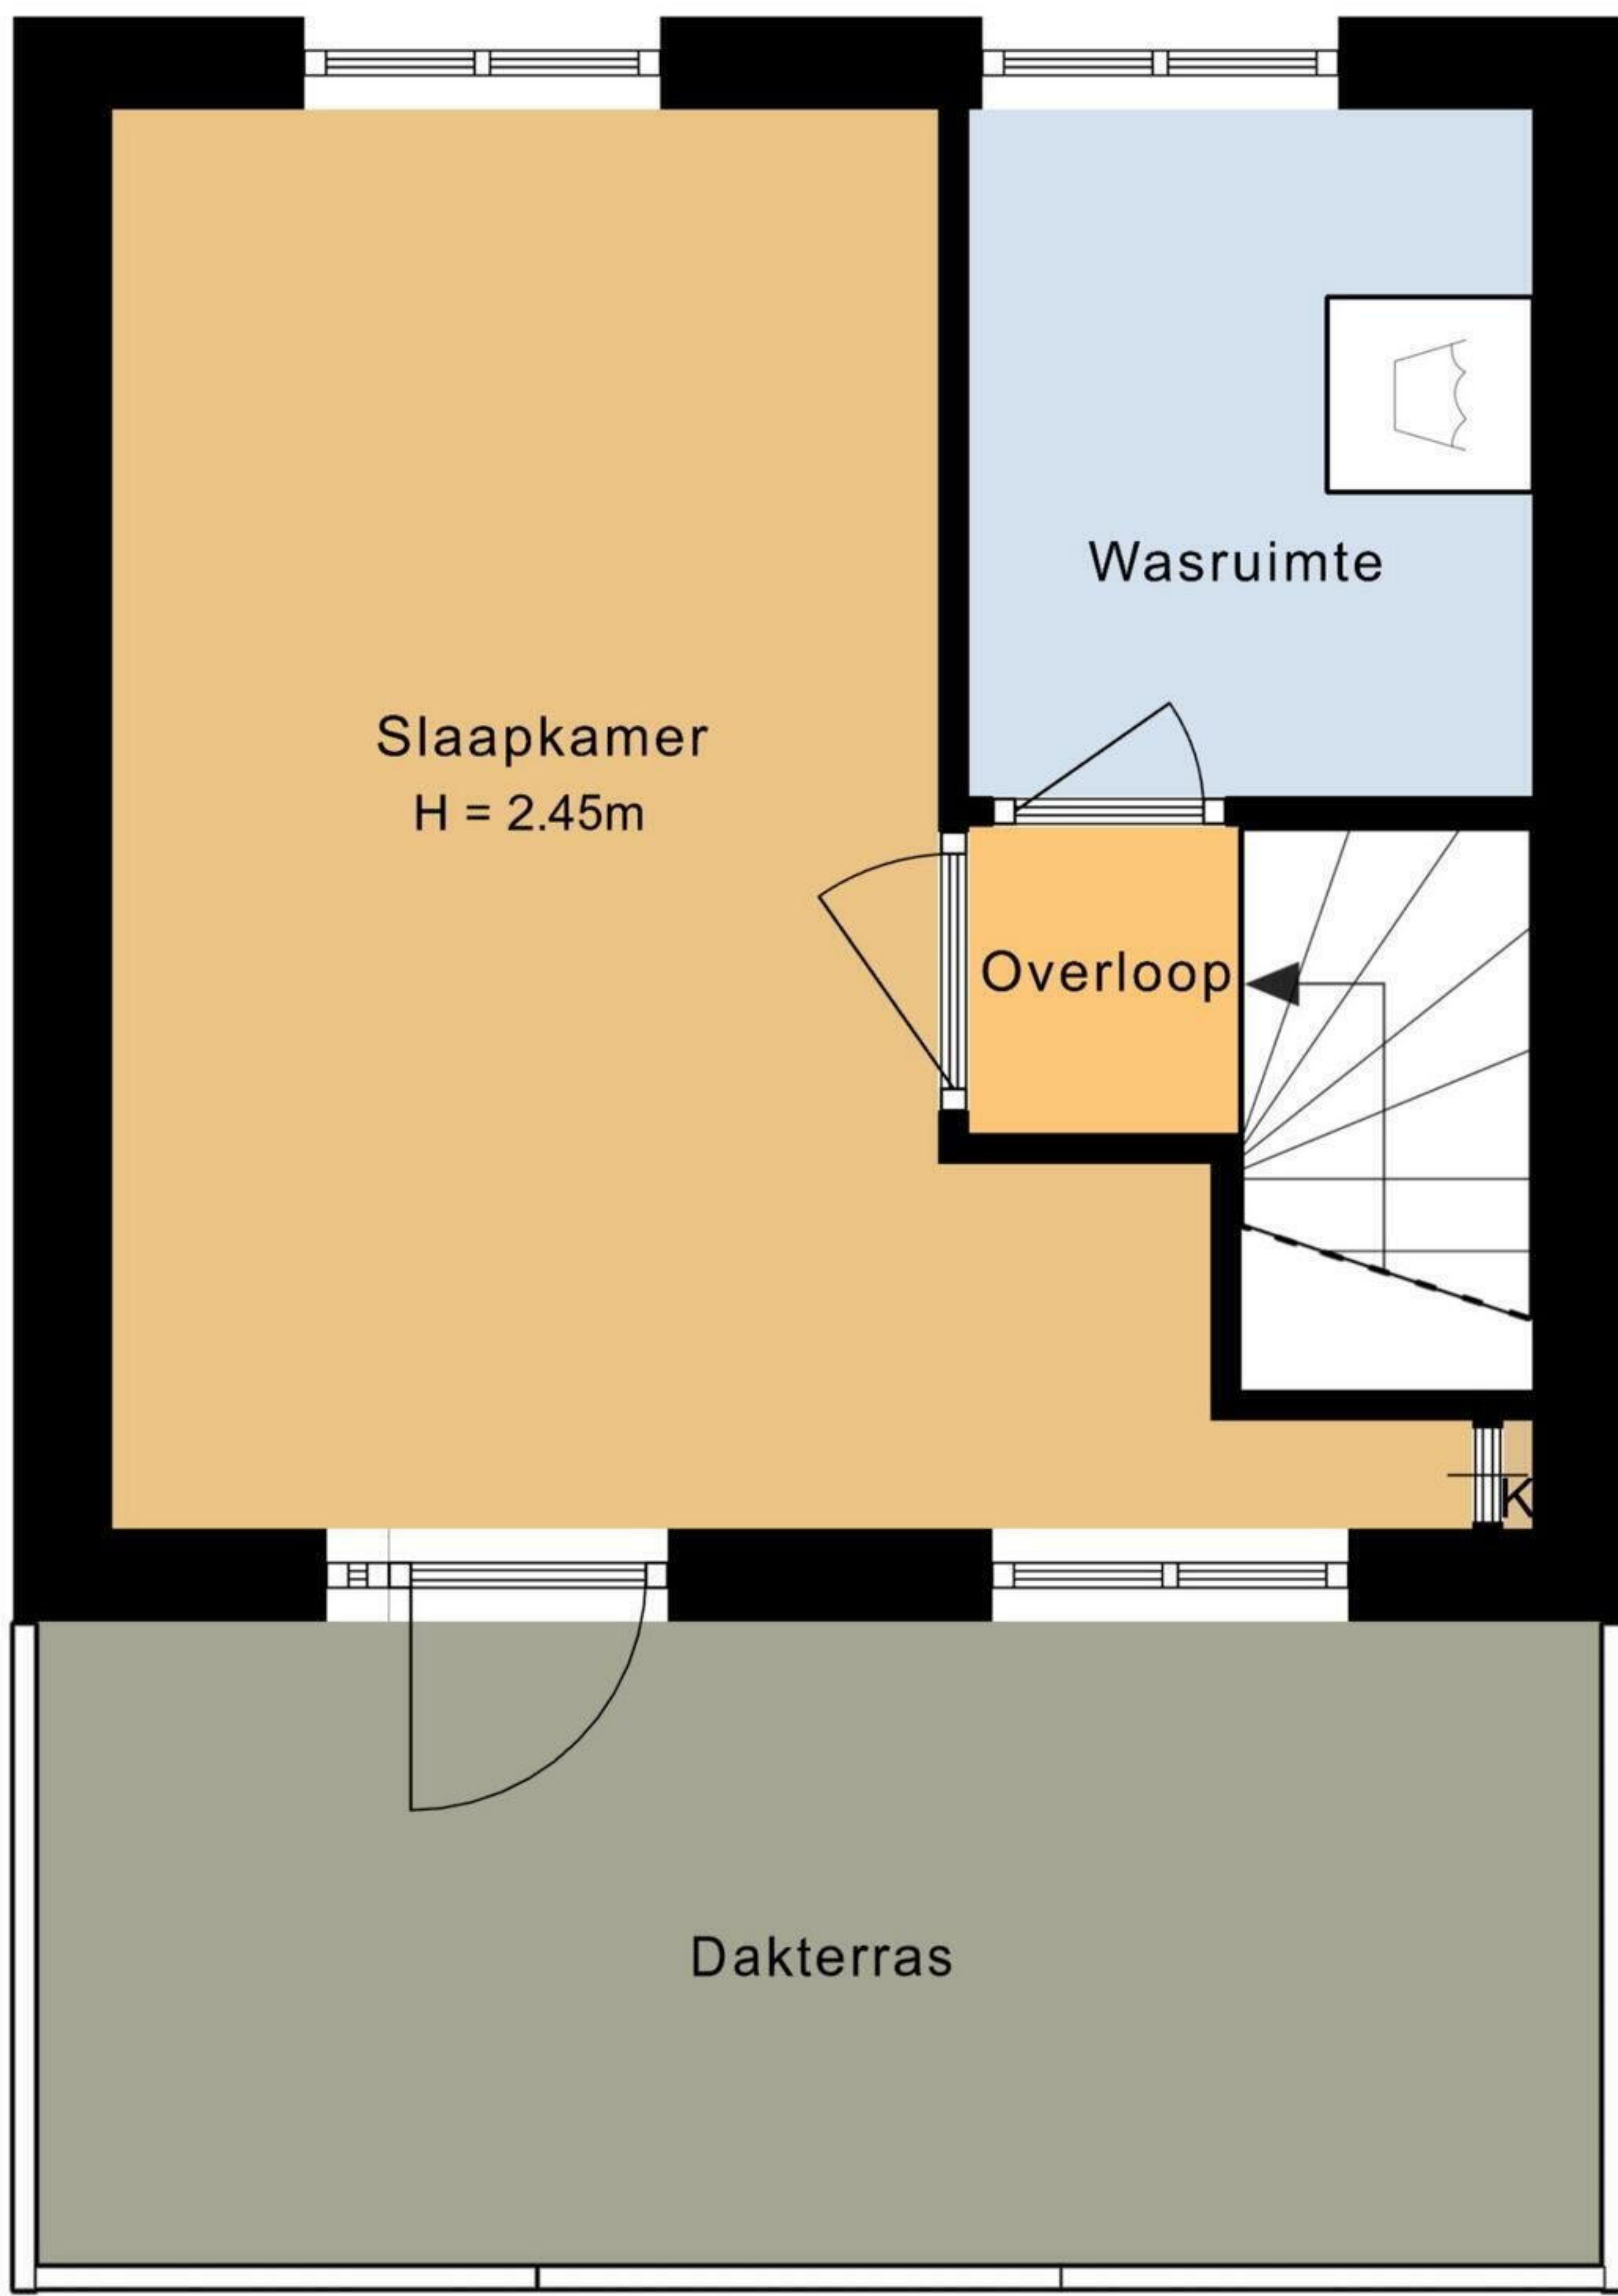 Wasruimte
Slaapkamer
H = 2.45m
Overloop
K
Dakterras